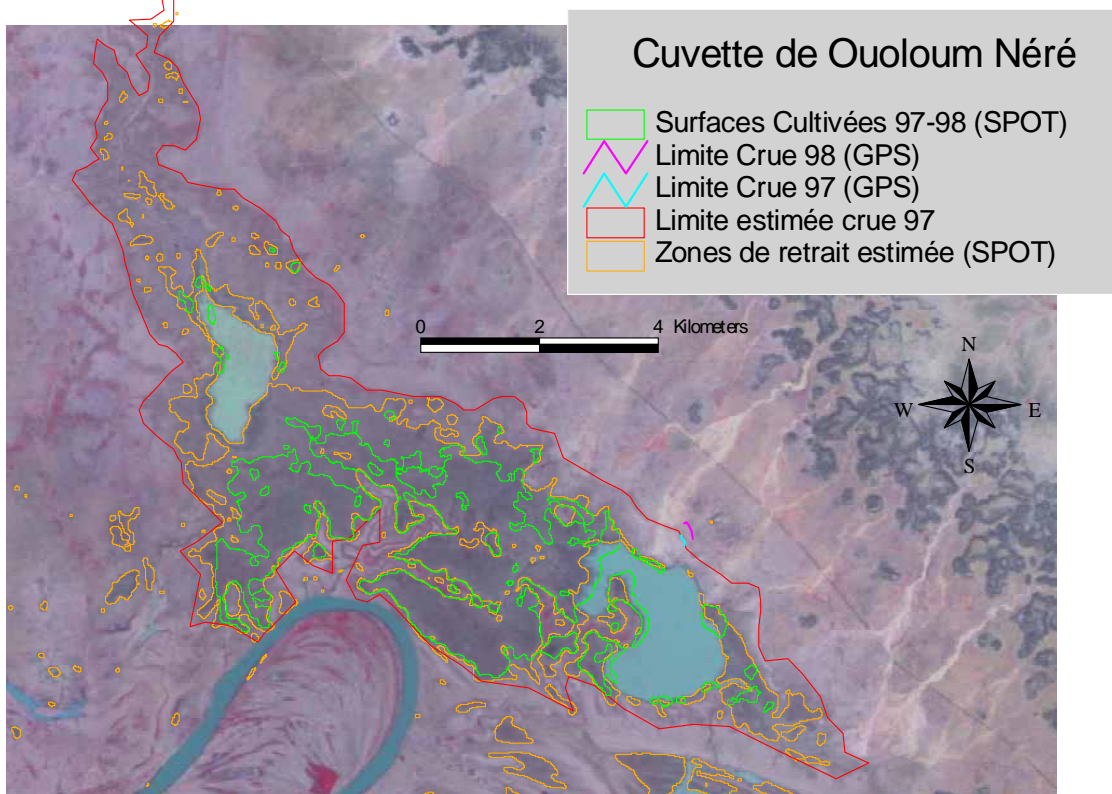 Cuvette de Ouoloum Néré
Surfaces Cultivées 97-98 (SPOT)
Limite Crue 98 (GPS)
Limite Crue 97 (GPS)
Limite estimée crue 97
Zones de retrait estimée (SPOT)
0 2 4 Kilometers
N
W E
S